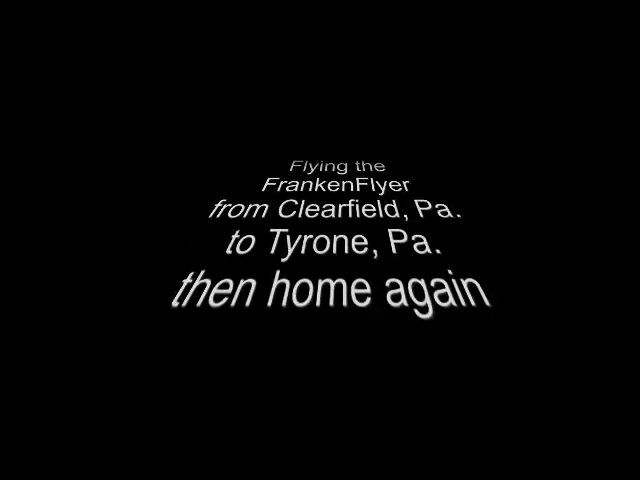 Flying the
FrankenFlyer
from Clearfield, Pa.
to Tyrone, Pa.
then home again